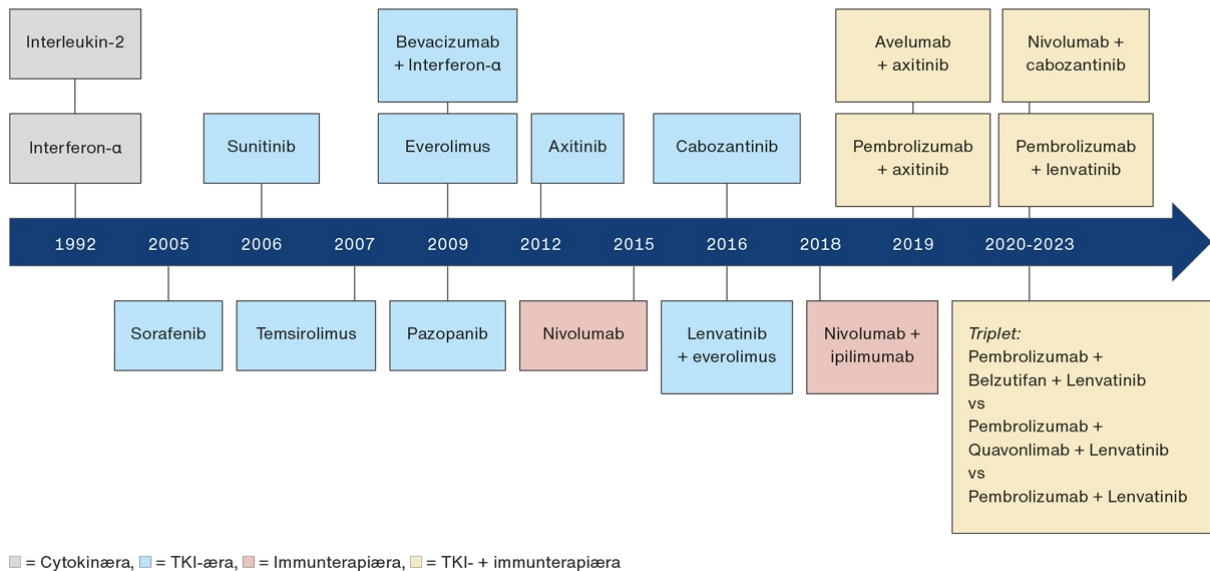 Interleukin-2
Interferon-α
Sunitinib
Bevacizumab
+ Interferon-α
Everolimus
Axitinib
Cabozantinib
Avelumab
+ axitinib
Pembrolizumab
+ axitinib
Nivolumab +
cabozantinib
Pembrolizumab
+ lenvatinib
1992 2005 2006 2007 2009 2012 2015 2016 2018 2019 2020-2023
Sorafenib
Temsirolimus
Pazopanib
Nivolumab
Lenvatinib
+ everolimus
Nivolumab +
ipilimumab
Triplet:
Pembrolizumab +
Belzutifan + Lenvatinib
vs
Pembrolizumab +
Quavonlimab + Lenvatinib
vs
Pembrolizumab + Lenvatinib
= Cytokinæra, = TKI-æra, = Immunterapiæra, = TKI- + immunterapiæra